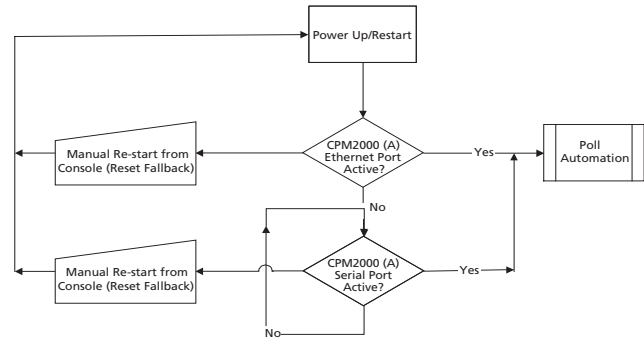 Power Up/Restart
Manual Re-start from
Console (Reset Fallback)
CPM2000 (A)
Ethernet Port
Active?
Yes
Poll
Automation
No
Manual Re-start from
Console (Reset Fallback)
CPM2000 (A)
Serial Port
Active?
Yes
No